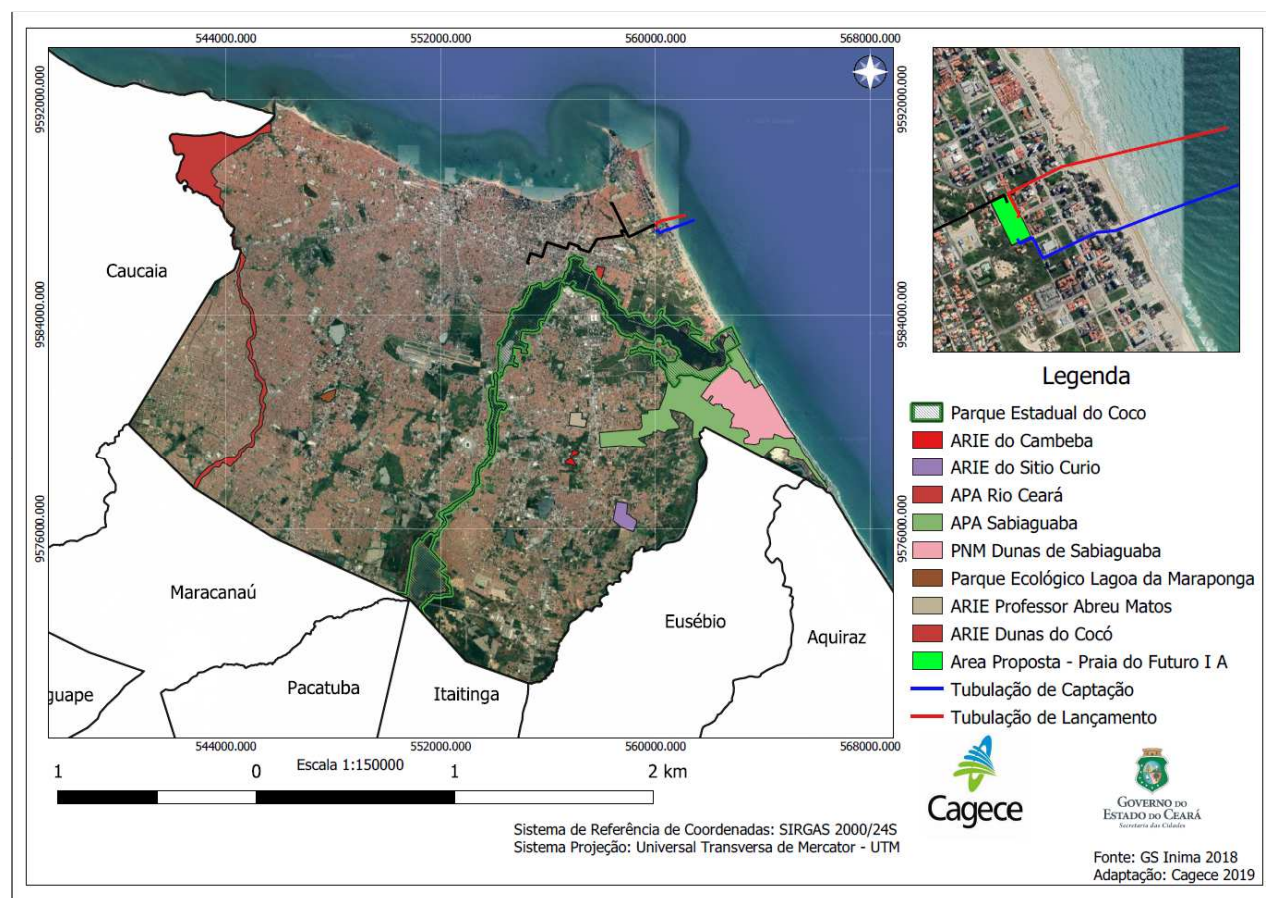 544000.000
552000.000
560000.000
568000.000
9592000.000
9592000.000
9584000.000
9584000.000
9576000.000
9576000.000
Caucaia
Maracanaú
Eusébio
Aquiraz
guape
Pacatuba
Itaitinga
544000.000
552000.000
560000.000
568000.000
1
0
Escala 1:150000
1
2 km
Sistema de Referência de Coordenadas: SIRGAS 2000/24S
Sistema Projeção: Universal Transversa de Mercator - UTM
Legenda
Parque Estadual do Coco
ARIE do Cambeba
ARIE do Sitio Curio
APA Rio Ceará
APA Sabiaguaba
PNM Dunas de Sabiaguaba
Parque Ecológico Lagoa da Maraponga
ARIE Professor Abreu Matos
ARIE Dunas do Cocó
Area Proposta - Praia do Futuro I A
Tubulação de Captação
Tubulação de Lançamento
Cagece
GOVERNO DO
ESTADO DO CEARÁ
Secretaria das Cidades
Fonte: GS Inima 2018
Adaptação: Cagece 2019